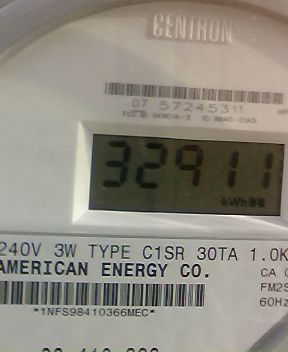 CENTRON
07 57245311
32911
kWh
240V 3W TYPE C1SR 30TA 1.0K
AMERICAN ENERGY CO.
CA
FM2S
60Hz
*1NFS98410366MEC*